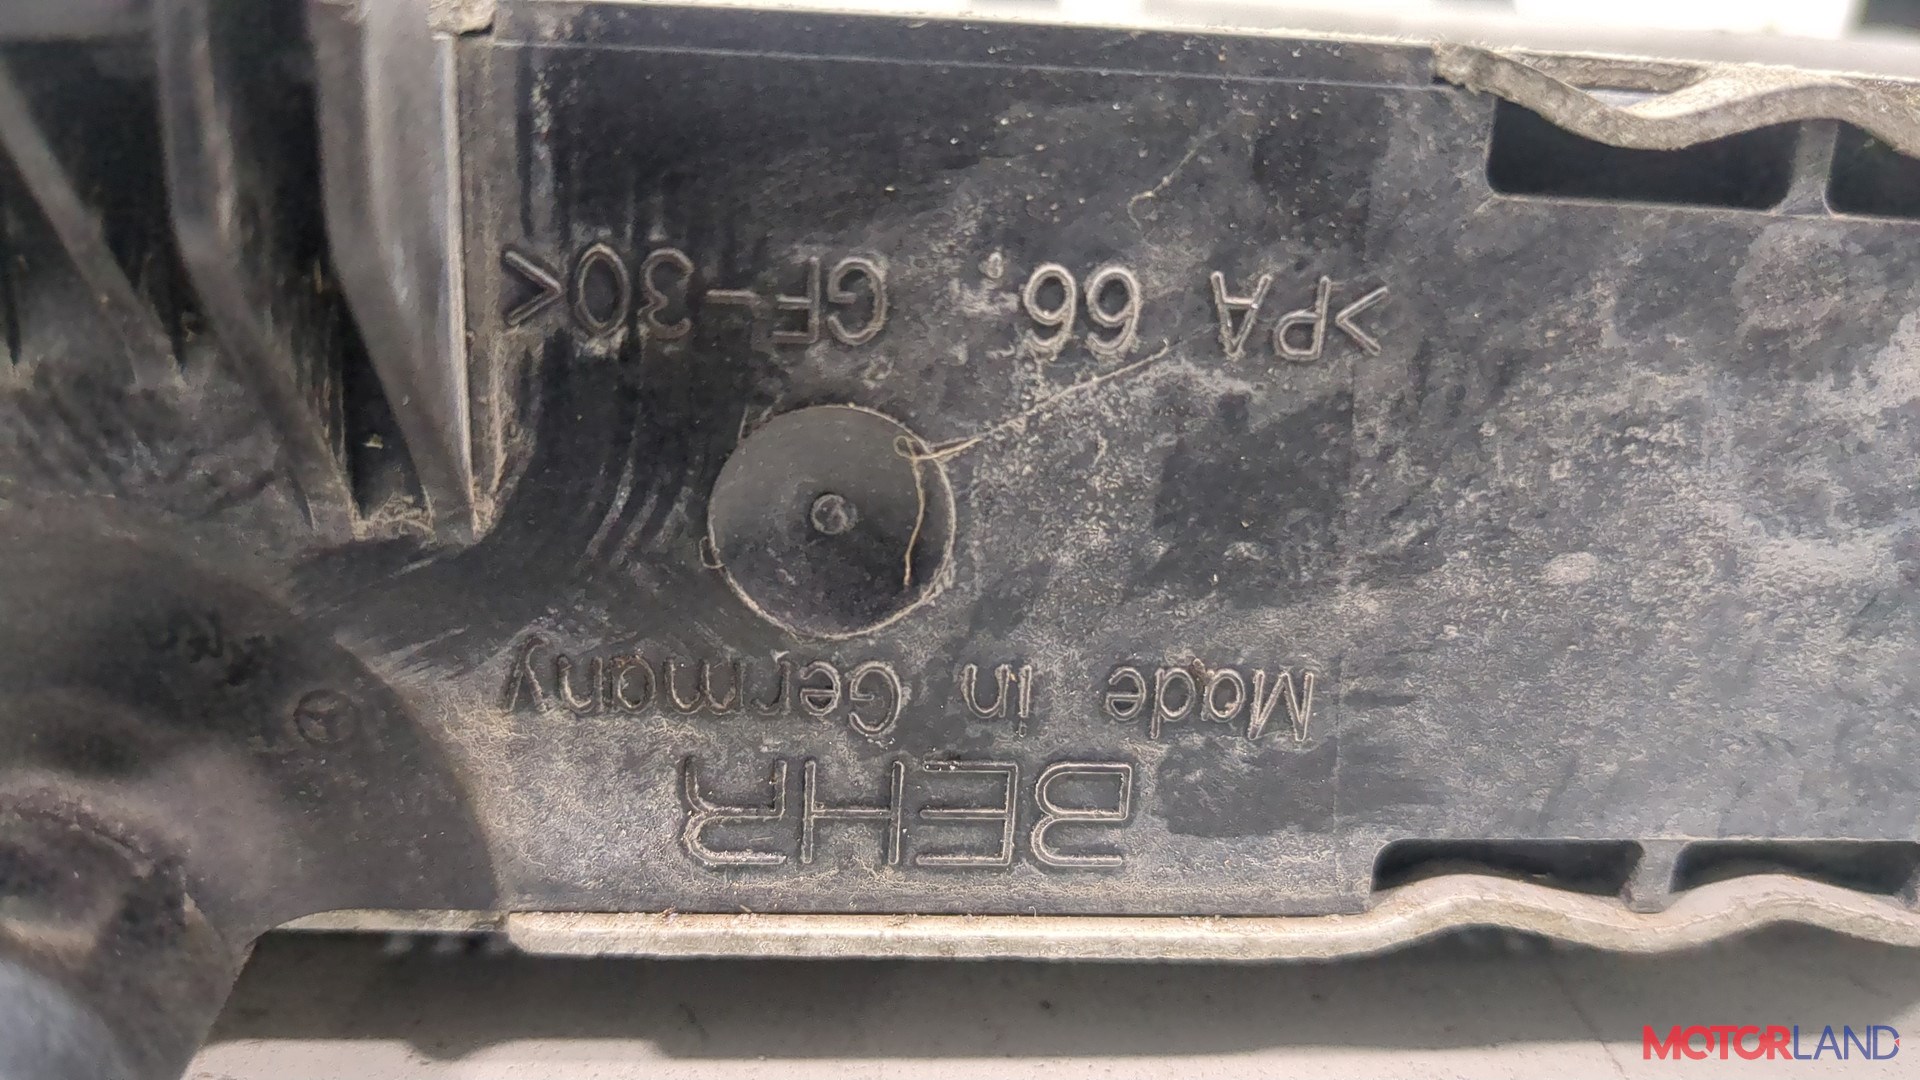 BEHR
Made in Germany
>PA 66, GF-30<
MOTORLAND